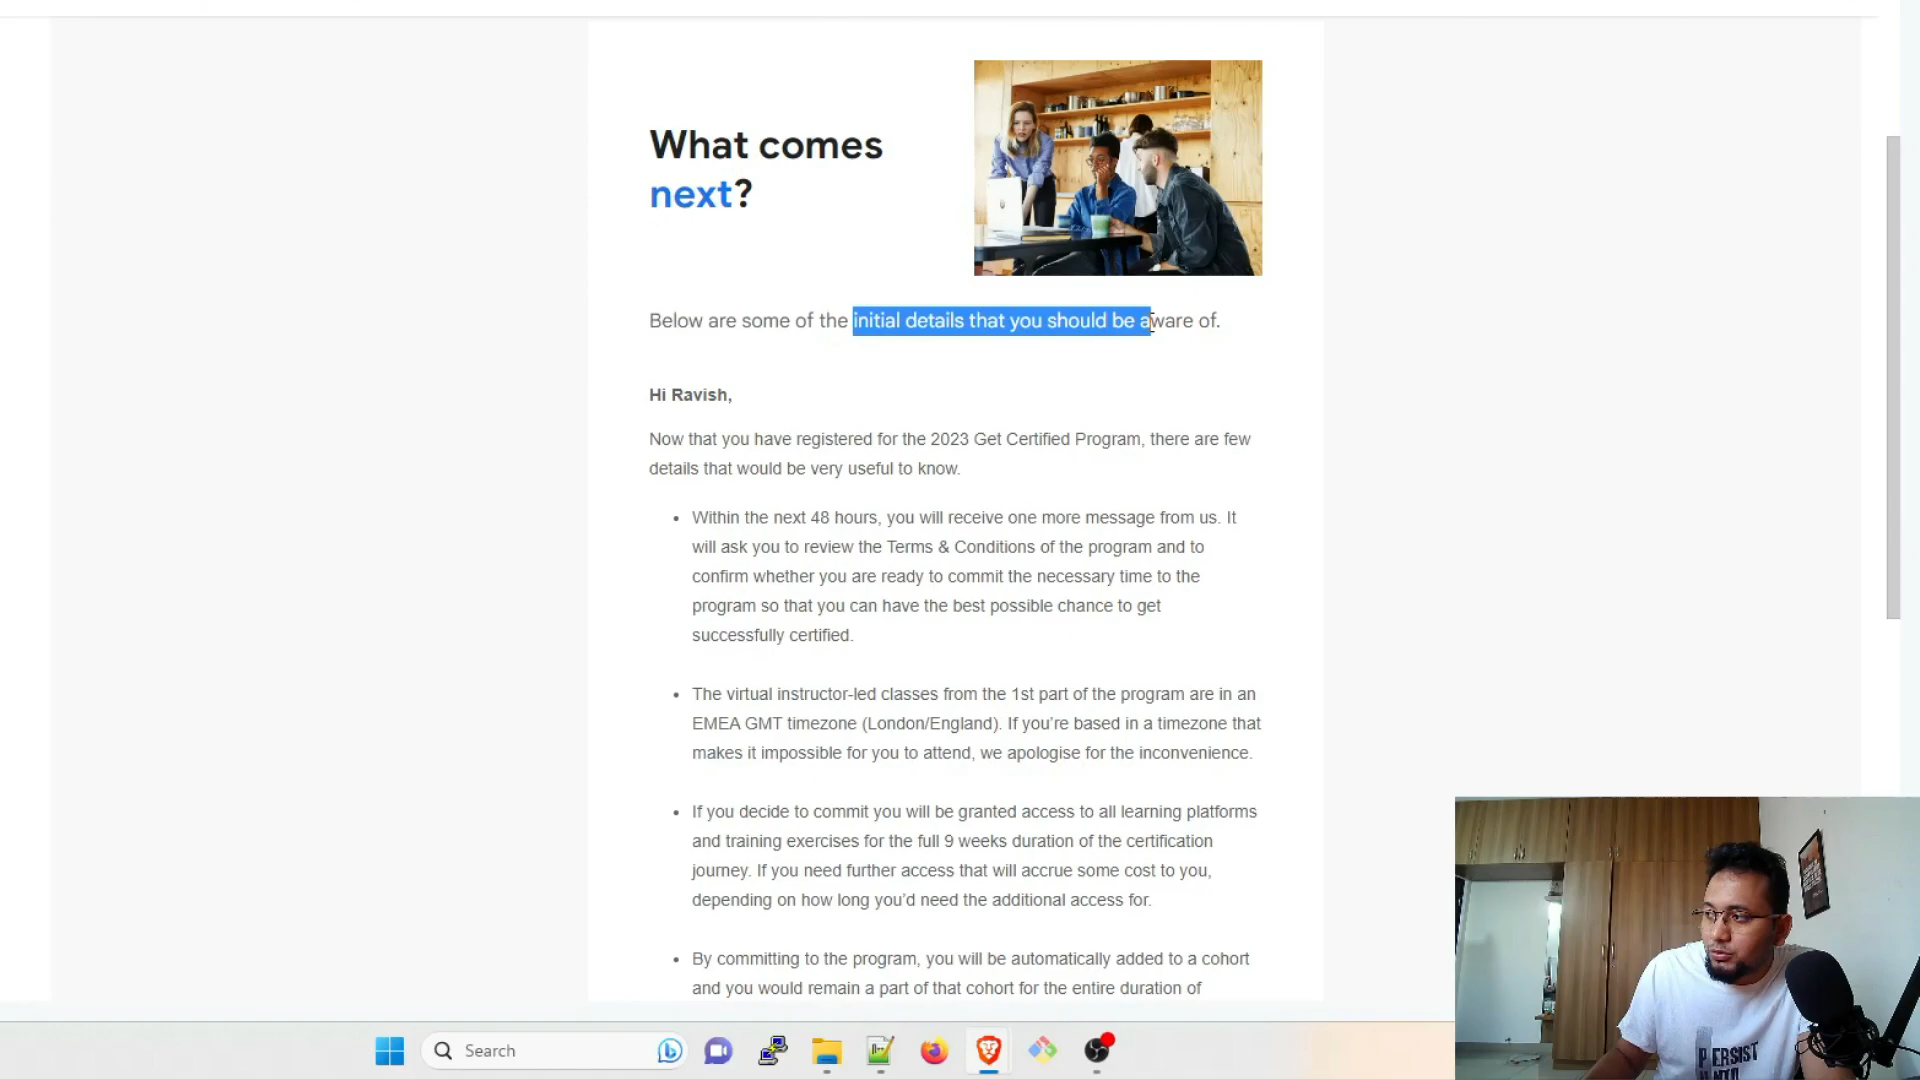 What comes
next?
Below are some of the initial details that you should be aware of.
Hi Ravish,
Now that you have registered for the 2023 Get Certified Program, there are few
details that would be very useful to know.
• Within the next 48 hours, you will receive one more message from us. It
will ask you to review the Terms & Conditions of the program and to
confirm whether you are ready to commit the necessary time to the
program so that you can have the best possible chance to get
successfully certified.
• The virtual instructor-led classes from the 1st part of the program are in an
EMEA GMT timezone (London/England). If you’re based in a timezone that
makes it impossible for you to attend, we apologise for the inconvenience.
• If you decide to commit you will be granted access to all learning platforms
and training exercises for the full 9 weeks duration of the certification
journey. If you need further access that will accrue some cost to you,
depending on how long you’d need the additional access for.
• By committing to the program, you will be automatically added to a cohort
and you would remain a part of that cohort for the entire duration of
Search
PERSIST